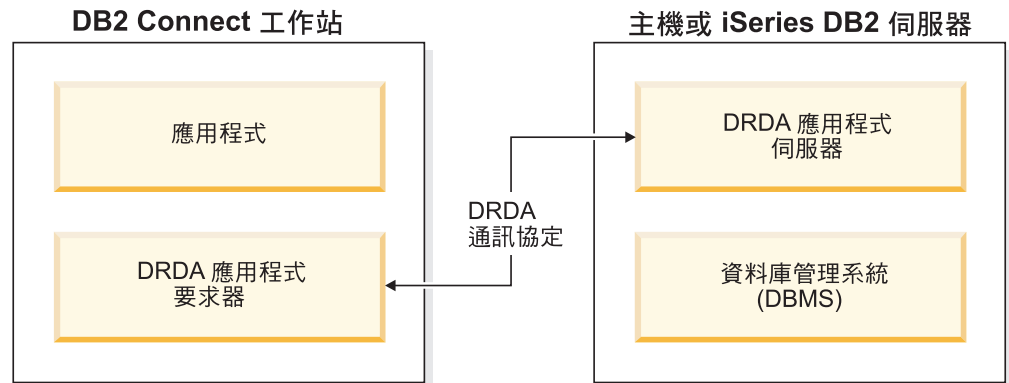 DB2 Connect 工作站
應用程式
DRDA 應用程式
要求器
DRDA
通訊協定
主機或 iSeries DB2 伺服器
DRDA 應用程式
伺服器
資料庫管理系統
(DBMS)